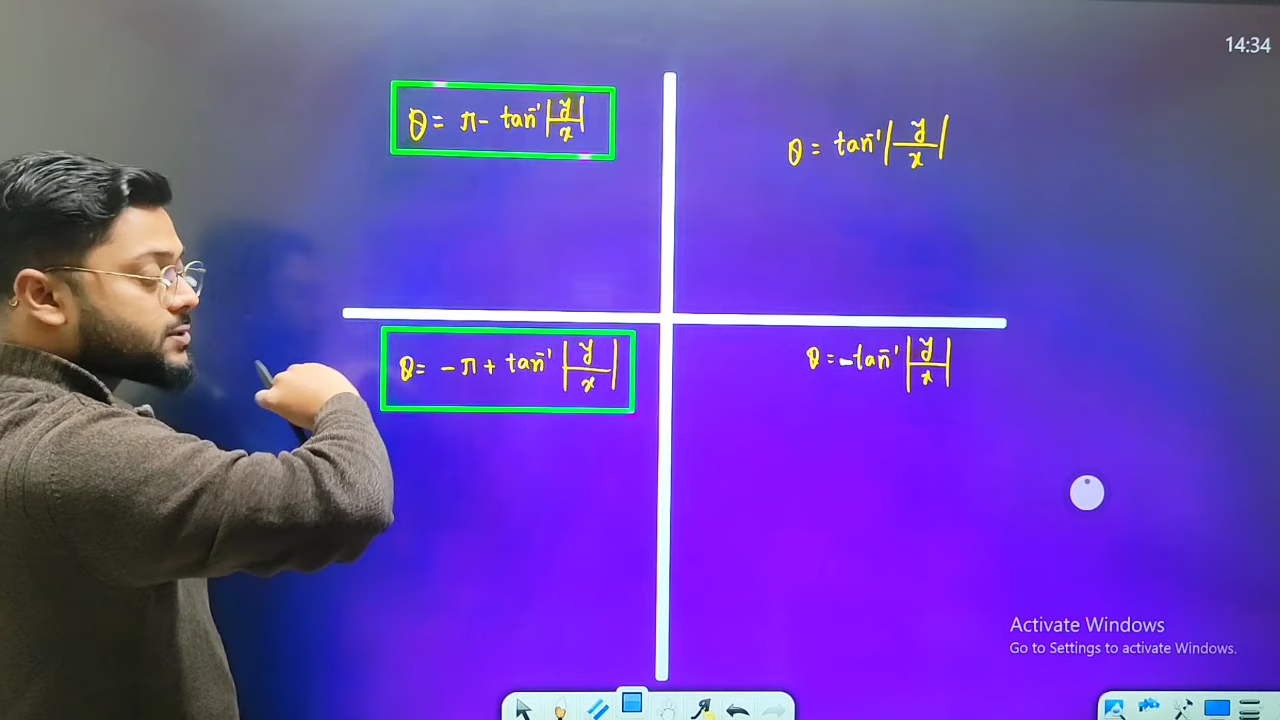 14:34
θ = π - tan⁻¹ |y/x|
θ = tan⁻¹ |y/x|
θ = -π + tan⁻¹ |y/x|
θ = -tan⁻¹ |y/x|
Activate Windows
Go to Settings to activate Windows.